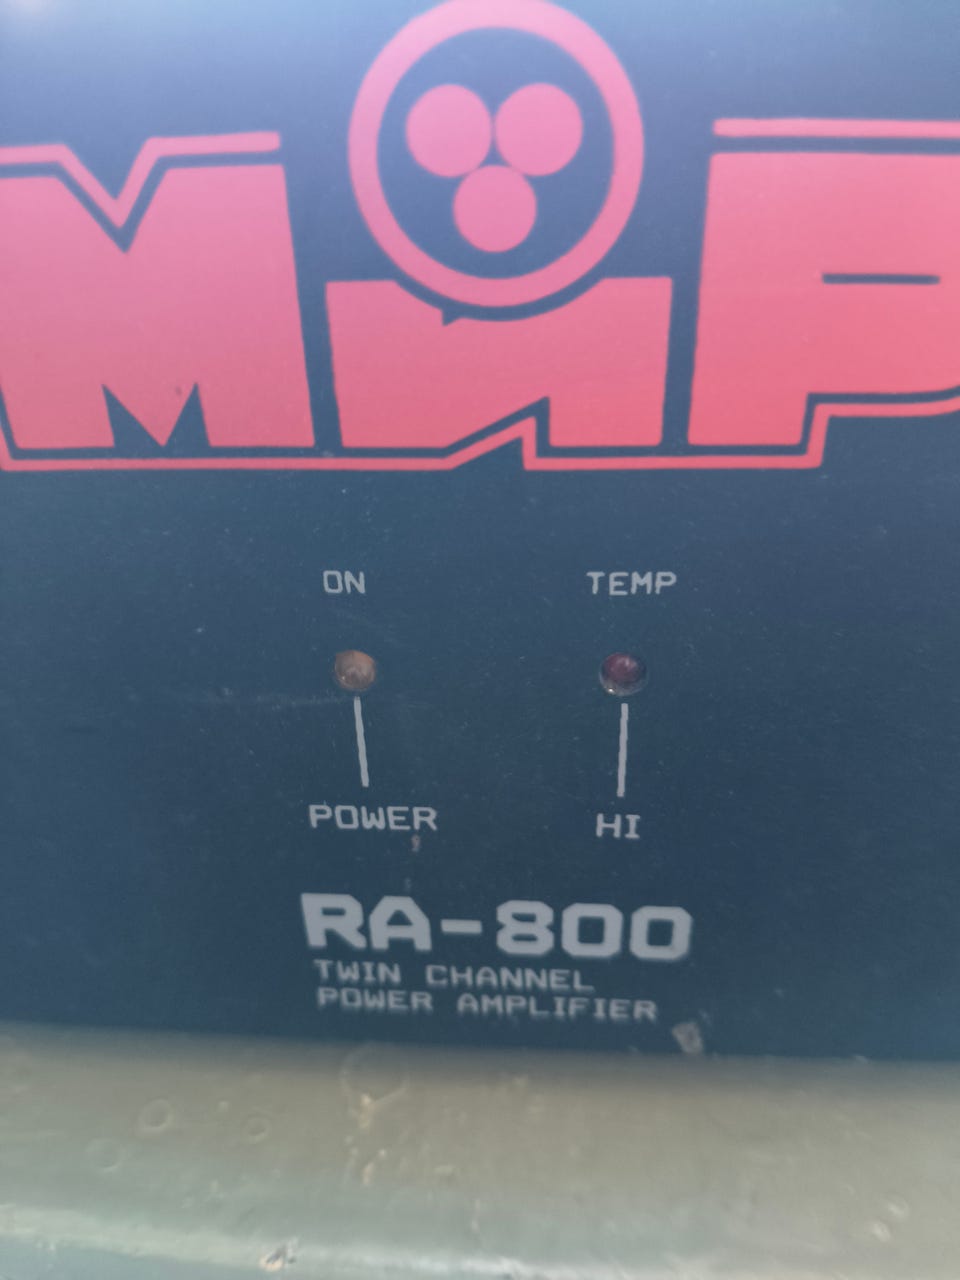 МИР
ON TEMP
POWER HI
RA-800
TWIN CHANNEL
POWER AMPLIFIER